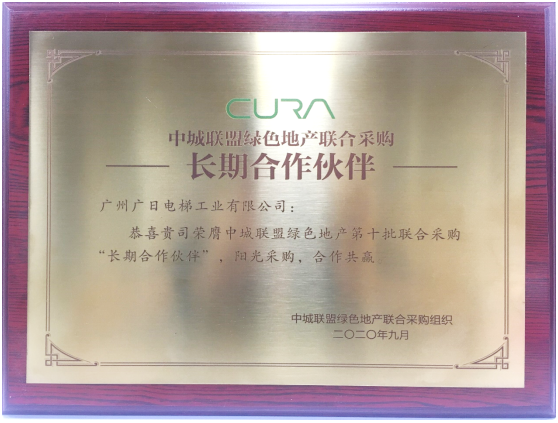 CURA
中城联盟绿色地产联合采购
长期合作伙伴
广州广日电梯工业有限公司：
恭喜贵司荣膺中城联盟绿色地产第十批联合采购
“长期合作伙伴”，阳光采购，合作共赢
中城联盟绿色地产联合采购组织
二〇二〇年九月